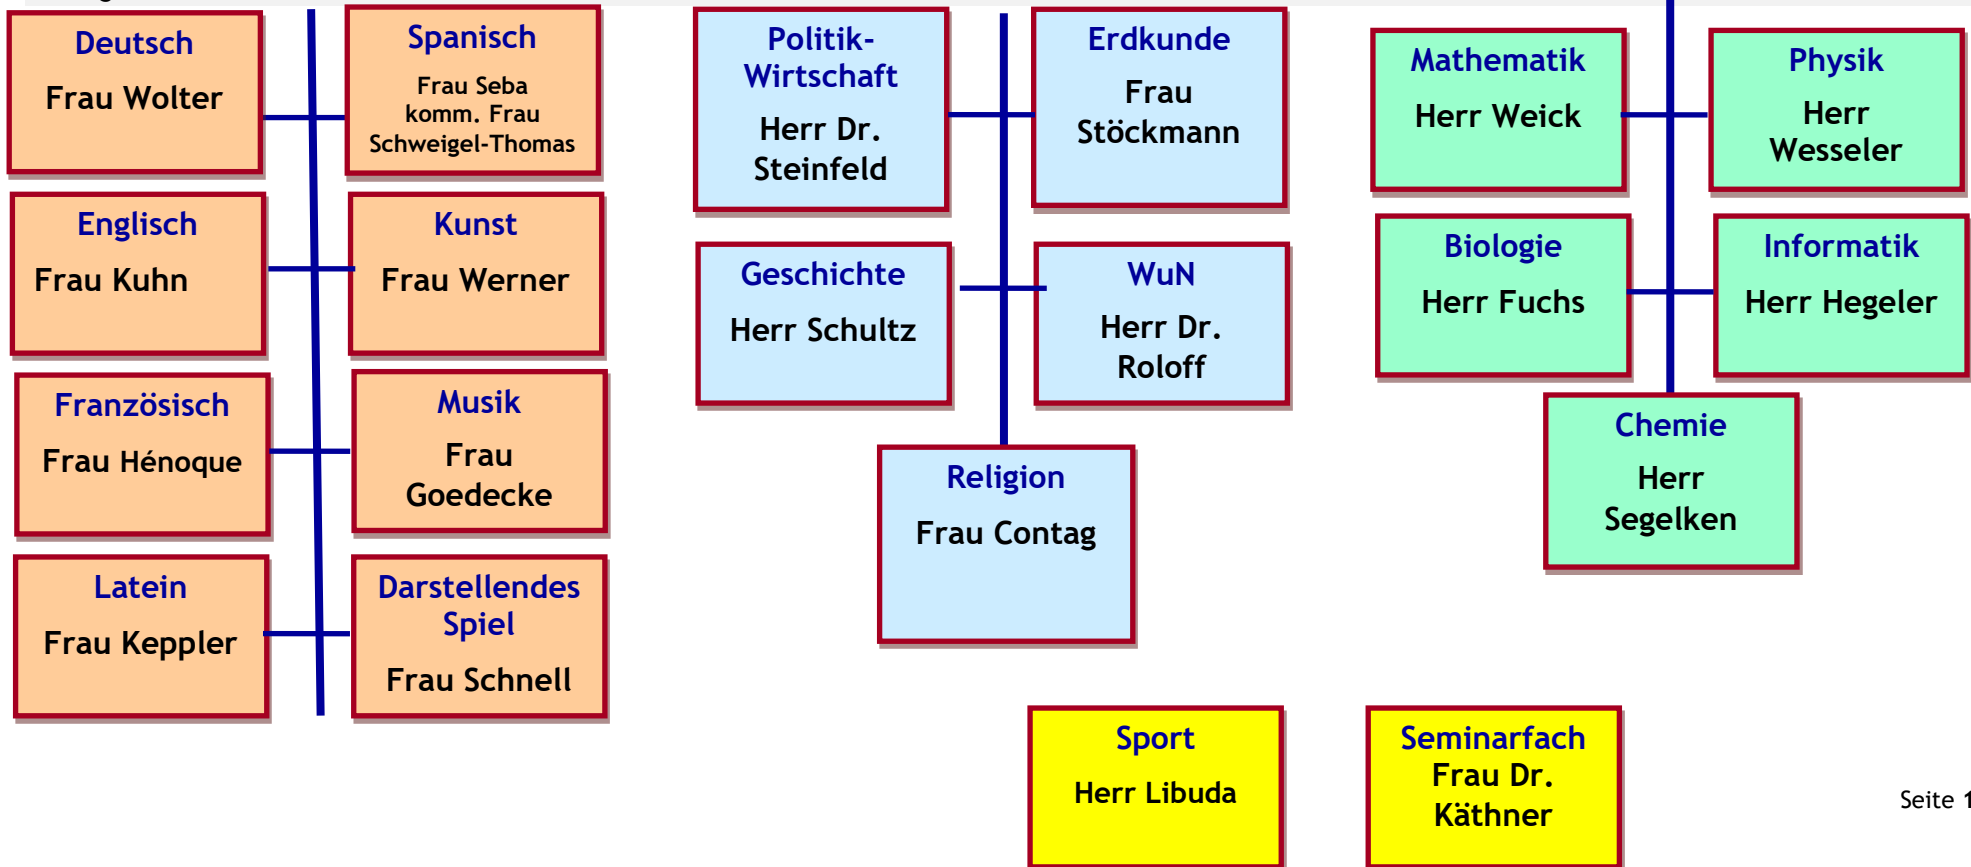 Deutsch
Frau Wolter
Spanisch
Frau Seba
komm. Frau
Schweigel-Thomas
Englisch
Frau Kuhn
Kunst
Frau Werner
Französisch
Frau Hénoque
Musik
Frau
Goedecke
Latein
Frau Keppler
Darstellendes
Spiel
Frau Schnell
Politik-
Wirtschaft
Herr Dr.
Steinfeld
Erdkunde
Frau
Stöckmann
Geschichte
Herr Schultz
WuN
Herr Dr.
Roloff
Religion
Frau Contag
Mathematik
Herr Weick
Physik
Herr
Wesseler
Biologie
Herr Fuchs
Informatik
Herr Hegeler
Chemie
Herr
Segelken
Sport
Herr Libuda
Seminarfach
Frau Dr.
Käthner
Seite 1